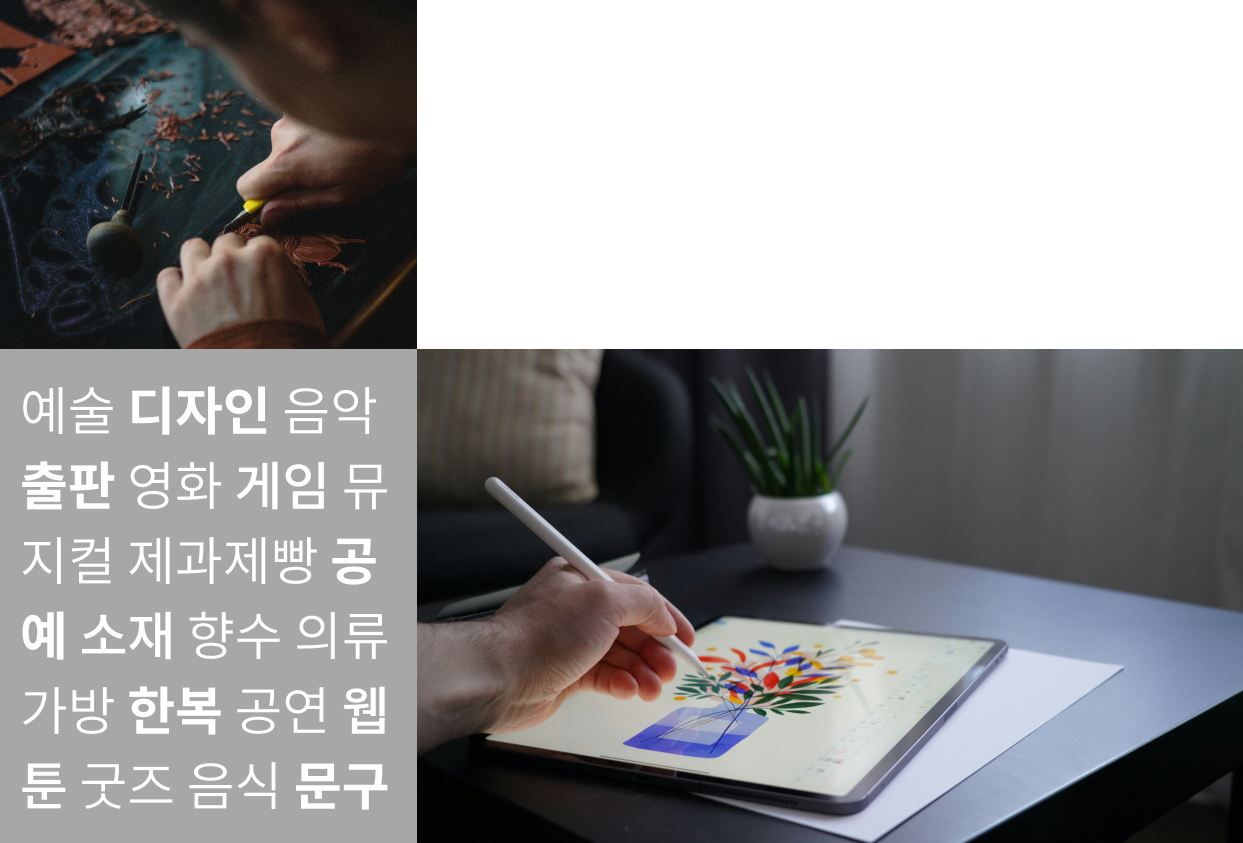 예술 디자인 음악
출판 영화 게임 뮤
지컬 제과제빵 공
예 소재 향수 의류
가방 한복 공연 웹
툰 굿즈 음식 문구